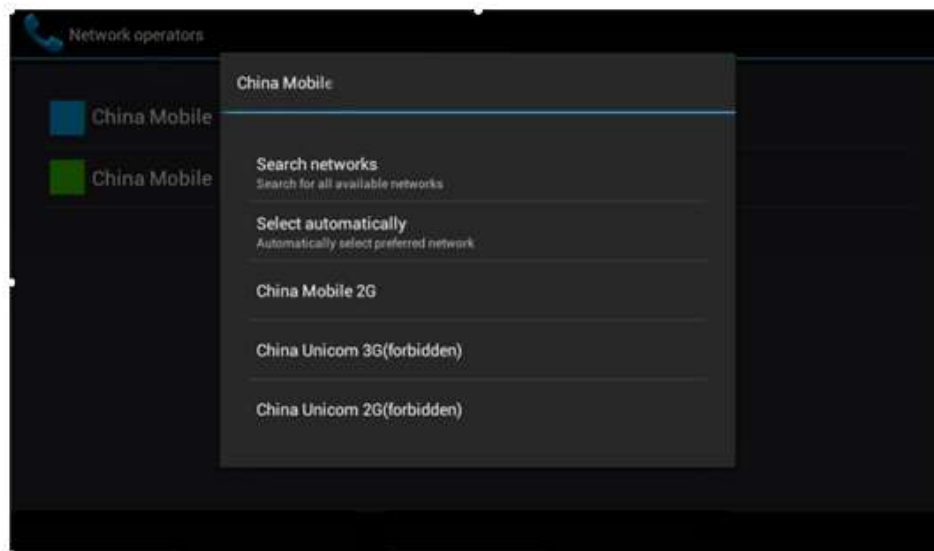 Network operators
China Mobile
China Mobile
China Mobile
Search networks
Search for all available networks
Select automatically
Automatically select preferred network
China Mobile 2G
China Unicom 3G(forbidden)
China Unicom 2G(forbidden)